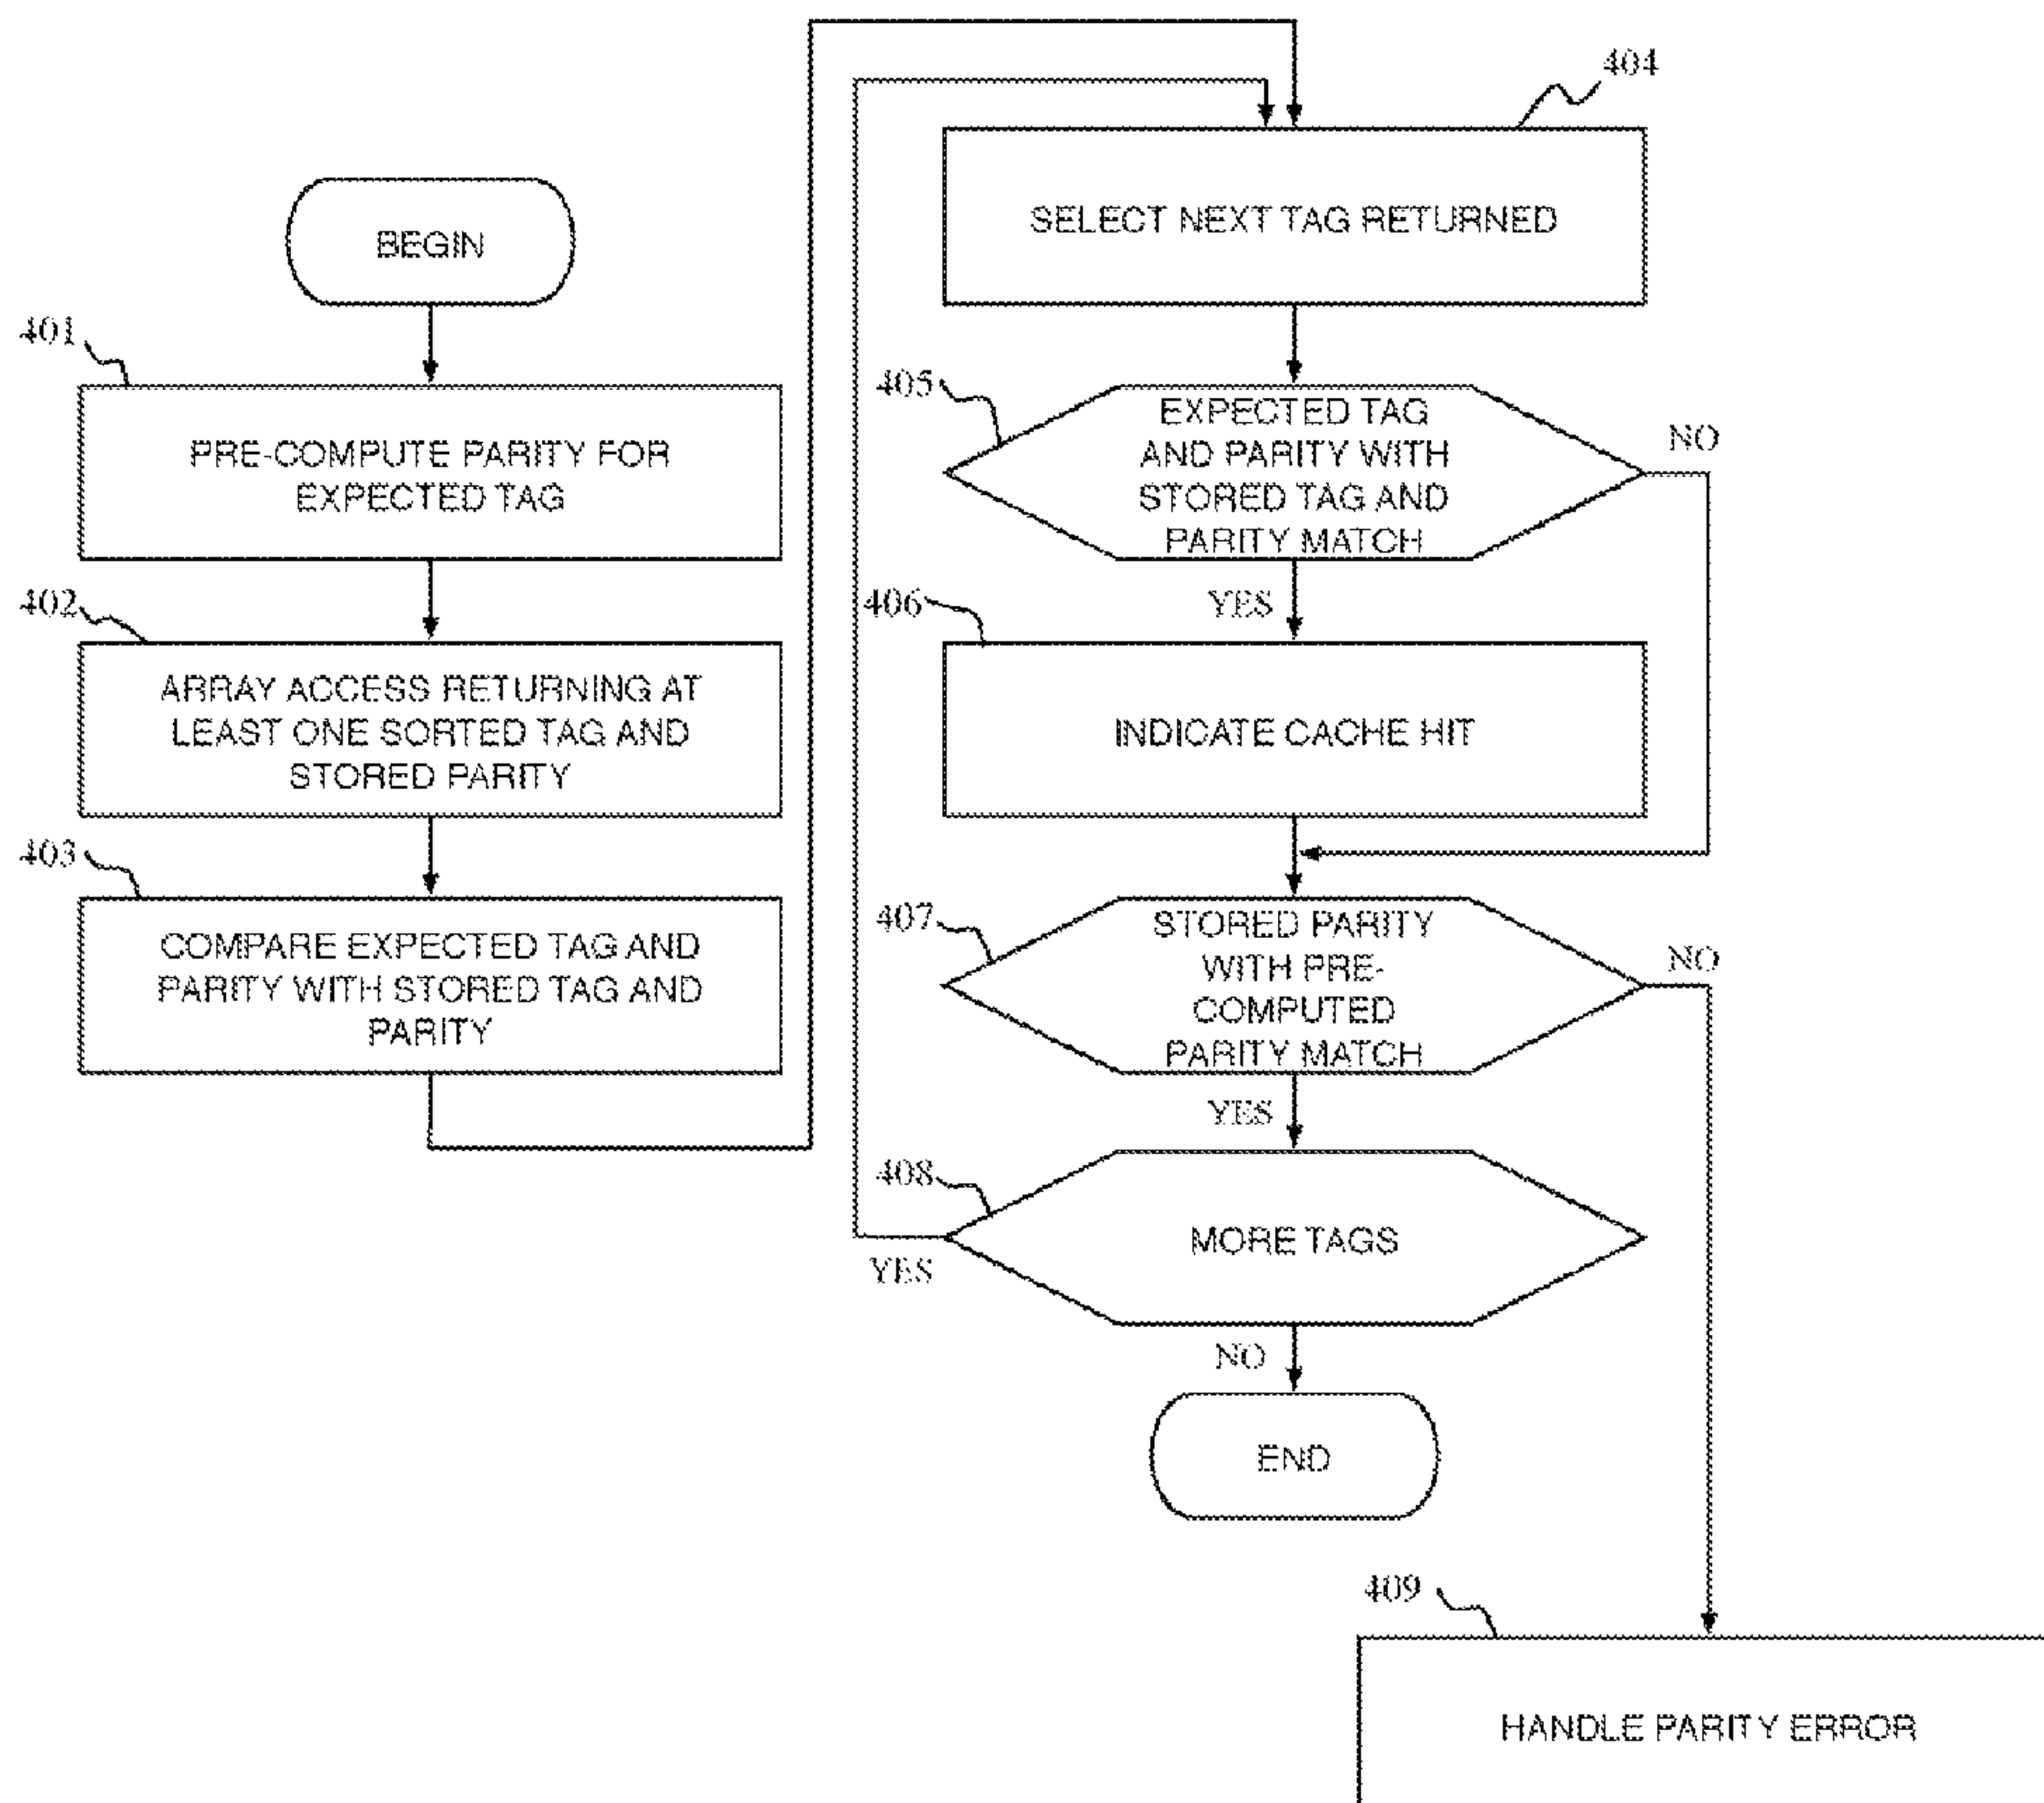 BEGIN
401
PRE-COMPUTE PARITY FOR
EXPECTED TAG
402
ARRAY ACCESS RETURNING AT
LEAST ONE SORTED TAG AND
STORED PARITY
403
COMPARE EXPECTED TAG AND
PARITY WITH STORED TAG AND
PARITY
404
SELECT NEXT TAG RETURNED
405
EXPECTED TAG
AND PARITY WITH
STORED TAG AND
PARITY MATCH
NO
YES
406
INDICATE CACHE HIT
407
STORED PARITY
WITH PRE-
COMPUTED
PARITY MATCH
NO
YES
408
MORE TAGS
YES
NO
END
409
HANDLE PARITY ERROR